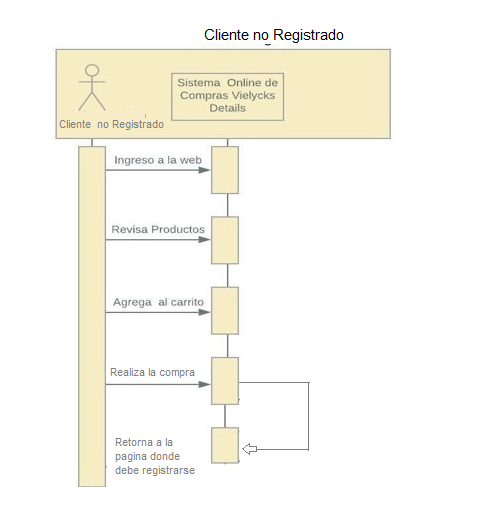 Cliente no Registrado
Sistema Online de
Compras Vielycks
Details
Cliente no Registrado
Ingreso a la web
Revisa Productos
Agrega al carrito
Realiza la compra
Retorna a la
pagina donde
debe registrarse